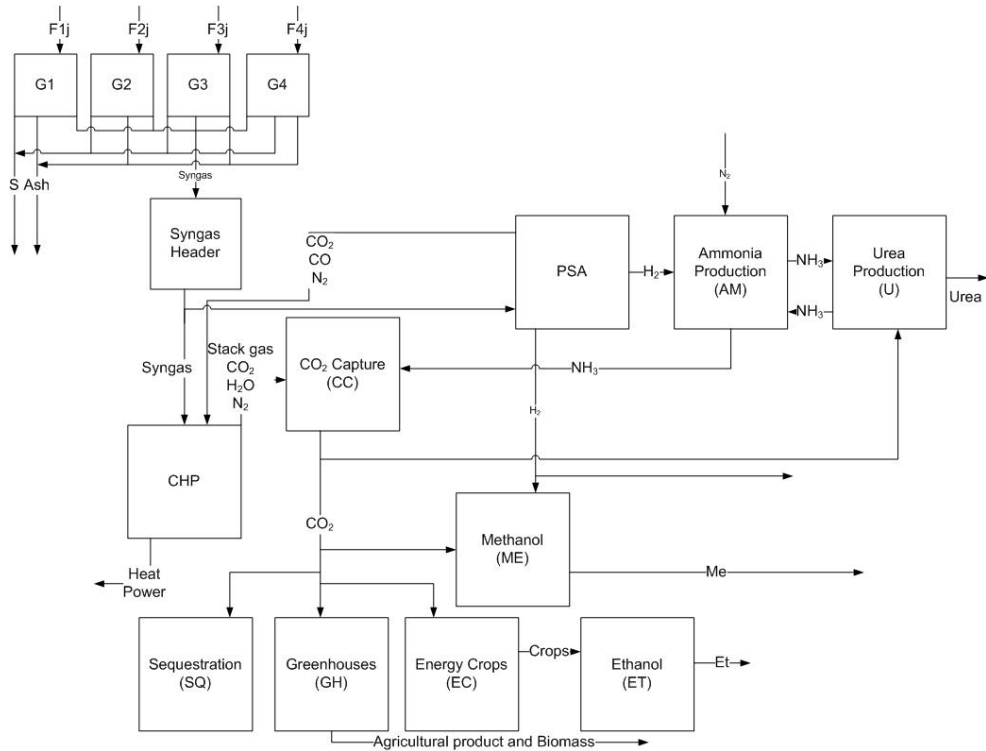 F1j
F2j
F3j
F4j
G1
G2
G3
G4
S Ash
Syngas
Syngas
Header
CO₂
CO
N₂
PSA
H₂
N₂
Ammonia
Production
(AM)
NH₃
NH₃
Urea
Production
(U)
Urea
Syngas
Stack gas
CO₂
H₂O
N₂
CO₂ Capture
(CC)
NH₃
H₂
CHP
CO₂
Methanol
(ME)
Me
Heat
Power
Sequestration
(SQ)
Greenhouses
(GH)
Energy Crops
(EC)
Crops
Ethanol
(ET)
Et
Agricultural product and Biomass